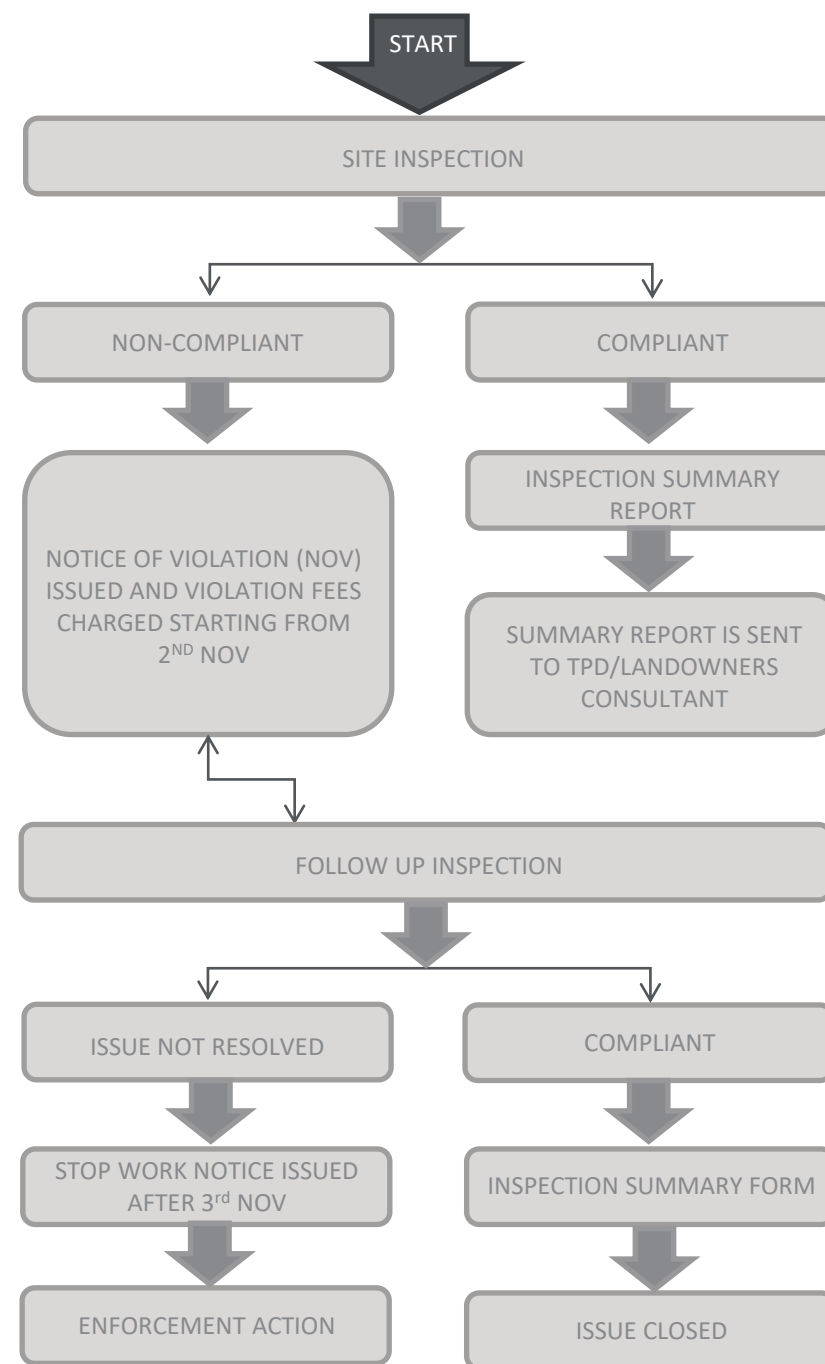 START
SITE INSPECTION
NON-COMPLIANT
COMPLIANT
INSPECTION SUMMARY
REPORT
NOTICE OF VIOLATION (NOV)
ISSUED AND VIOLATION FEES
CHARGED STARTING FROM
2ND NOV
SUMMARY REPORT IS SENT
TO TPD/LANDOWNERS
CONSULTANT
FOLLOW UP INSPECTION
ISSUE NOT RESOLVED
COMPLIANT
STOP WORK NOTICE ISSUED
AFTER 3rd NOV
INSPECTION SUMMARY FORM
ENFORCEMENT ACTION
ISSUE CLOSED